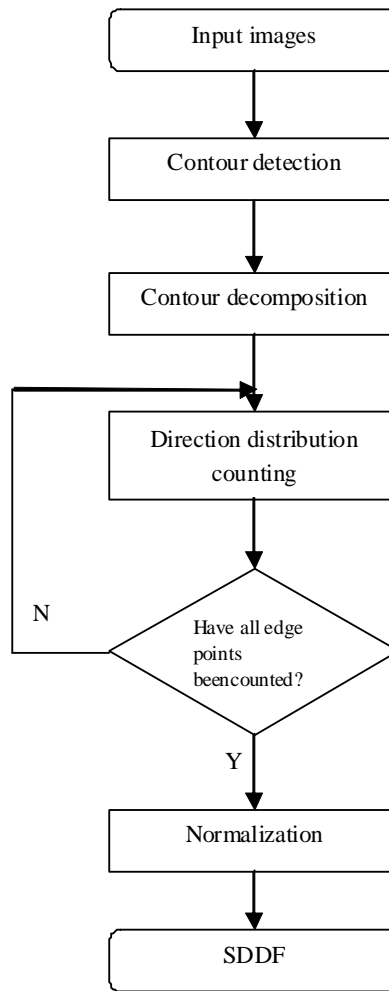 Input images
Contour detection
Contour decomposition
Direction distribution
counting
Have all edge
points
beencounted?
N
Y
Normalization
SDDF